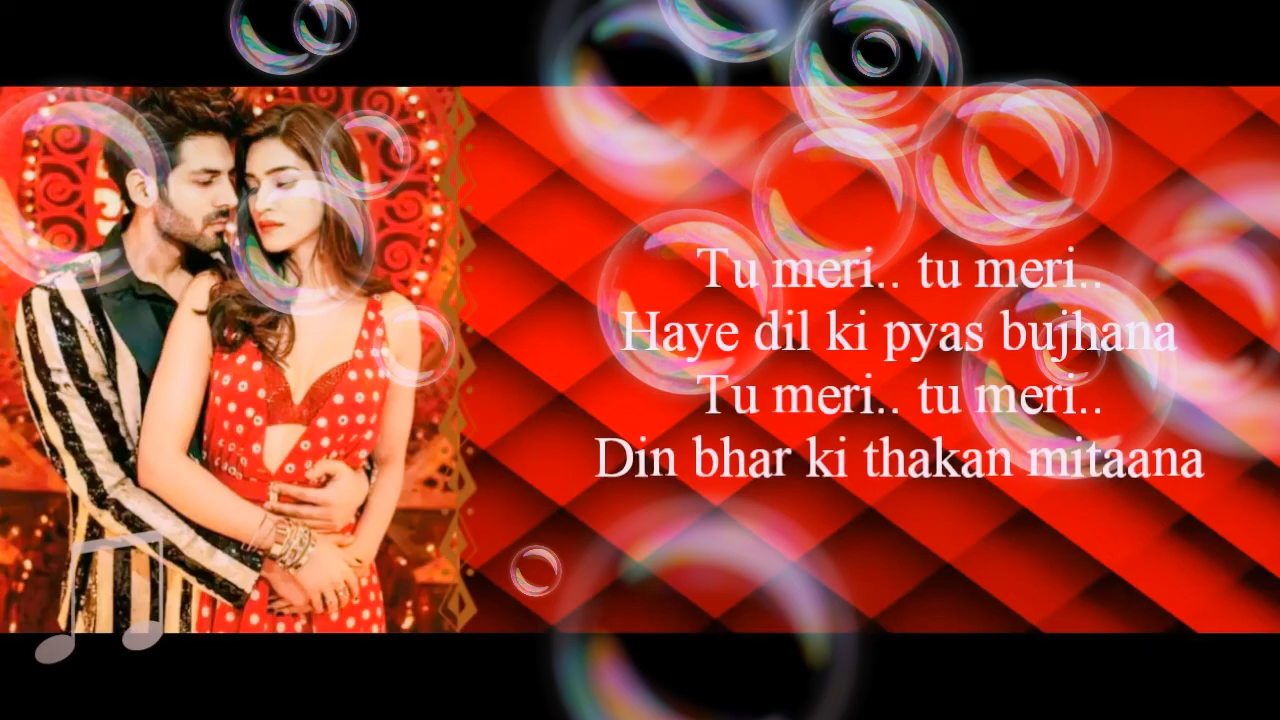 Tu meri.. tu meri..
Haye dil ki pyas bujhana
Tu meri.. tu meri..
Din bhar ki thakan mitaana